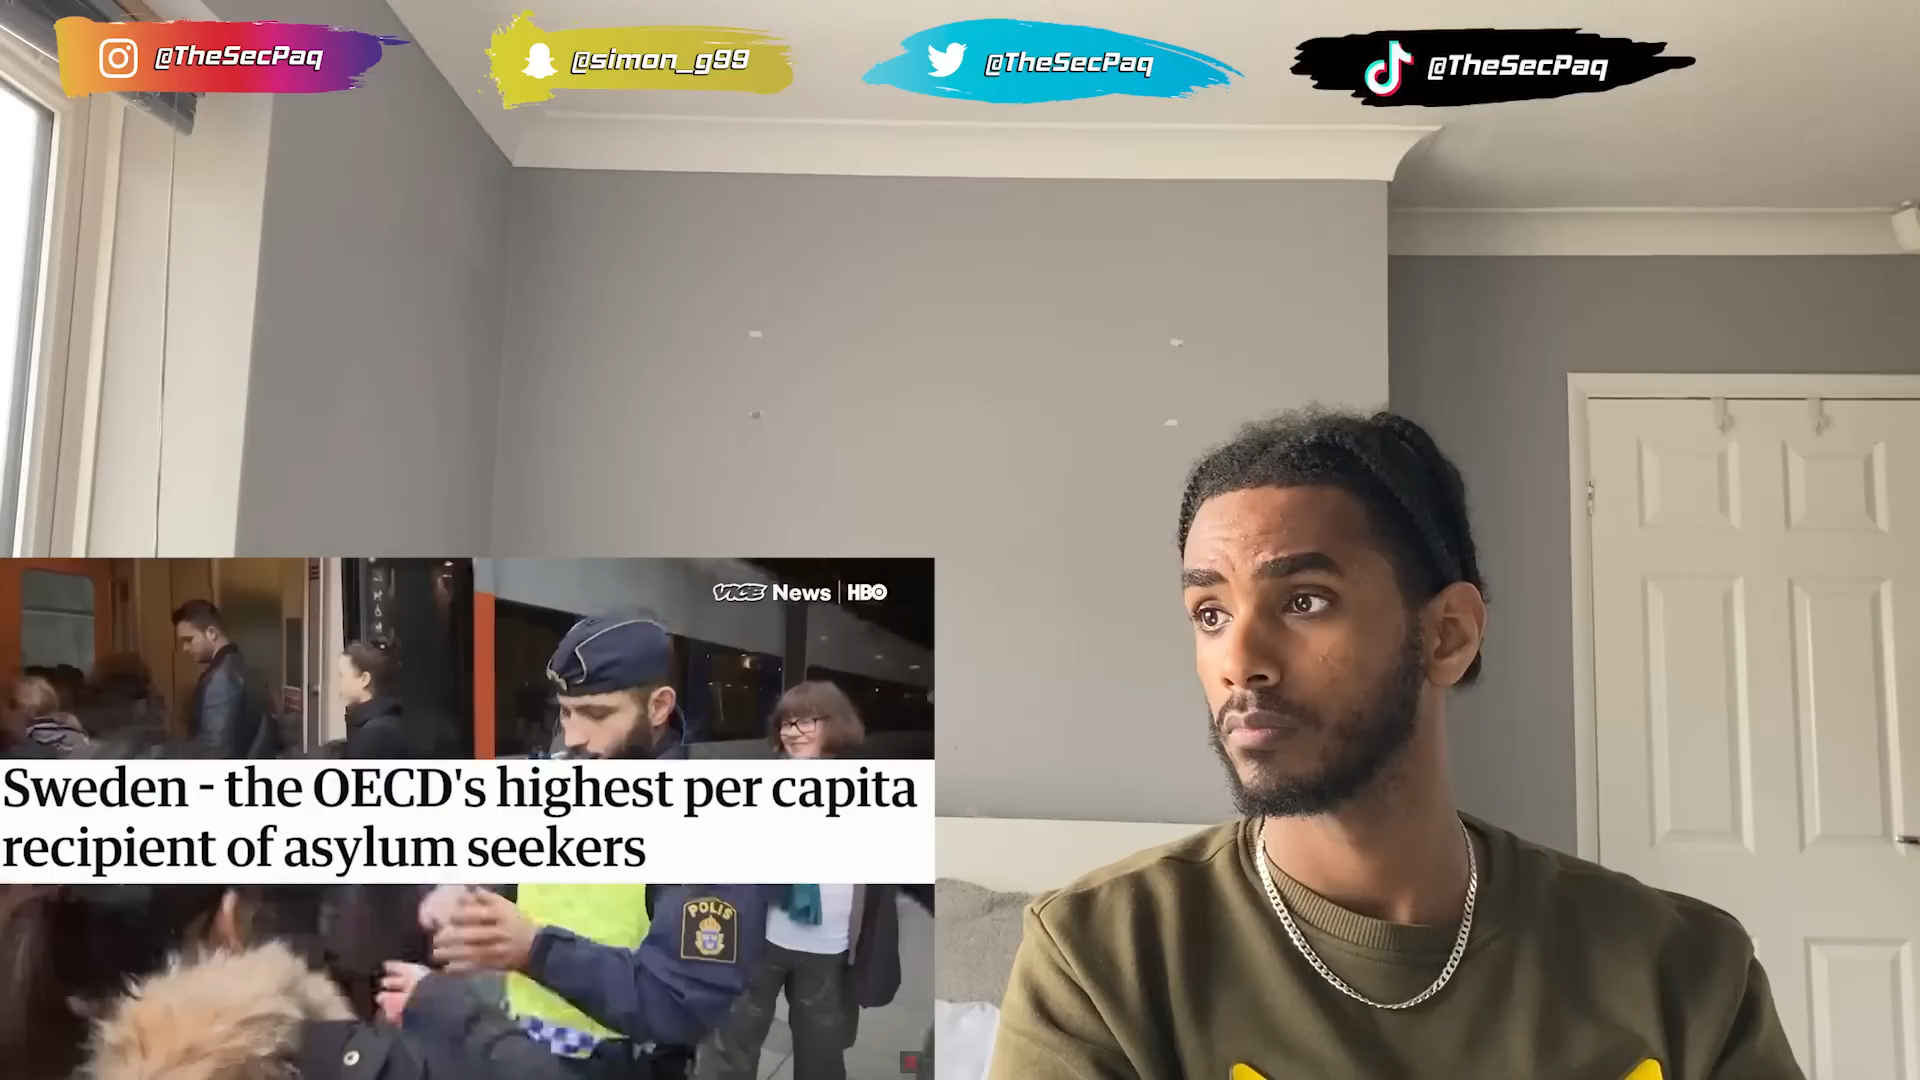 @TheSecPaq
@simon_g99
@TheSecPaq
@TheSecPaq
VICE News | HBO
Sweden - the OECD's highest per capita
recipient of asylum seekers
POLIS